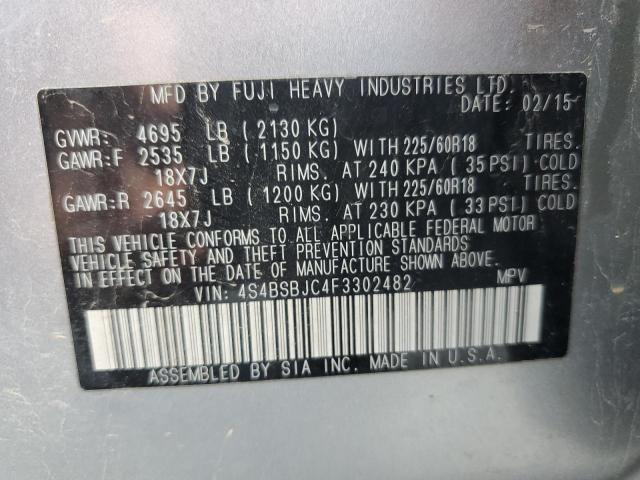 MFD BY FUJI HEAVY INDUSTRIES LTD.
DATE: 02/15
GVWR: 4695 LB ( 2130 KG)
GAWR:F 2535 LB ( 1150 KG) WITH 225/60R18 TIRES.
18X7J RIMS. AT 240 KPA ( 35 PSI) COLD
GAWR:R 2645 LB ( 1200 KG) WITH 225/60R18 TIRES.
18X7J RIMS. AT 230 KPA ( 33 PSI) COLD
THIS VEHICLE CONFORMS TO ALL APPLICABLE FEDERAL MOTOR
VEHICLE SAFETY AND THEFT PREVENTION STANDARDS
IN EFFECT ON THE DATE OF MANUFACTURE SHOWN ABOVE.
VIN: 4S4BSBJC4F3302482 MPV
ASSEMBLED BY SIA INC. MADE IN U.S.A.